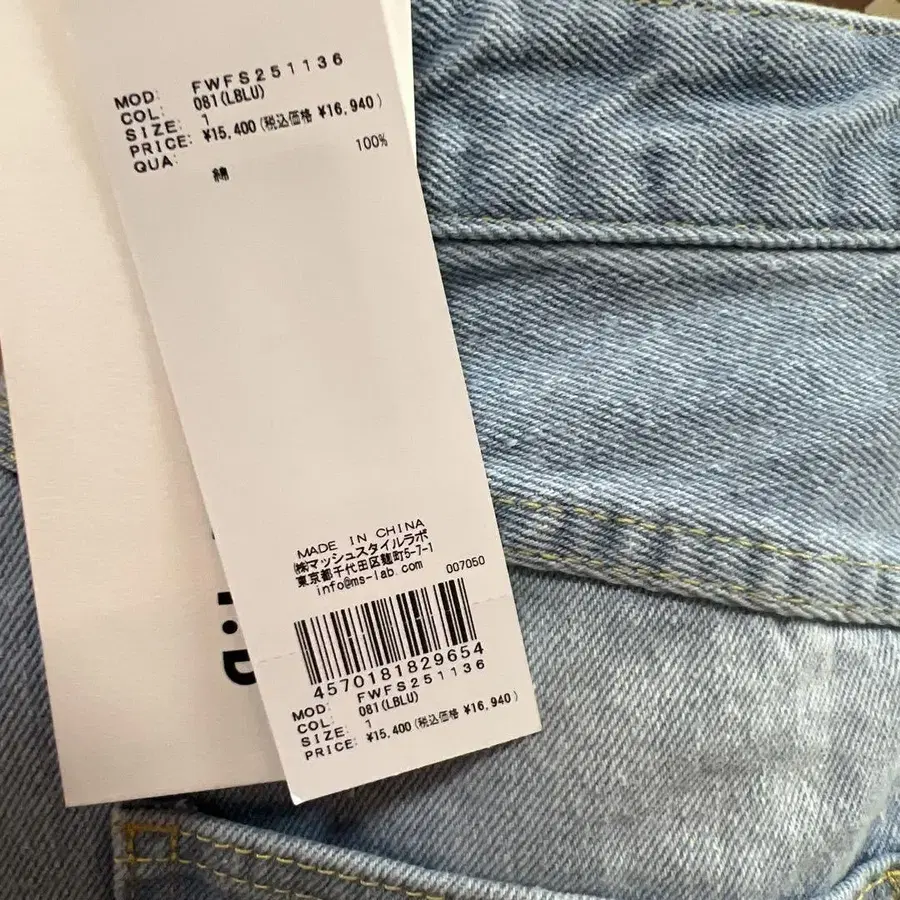 MOD: FWFS251136
COL: 081(LBLU)
SIZE: 1
PRICE: ¥15,400(税込価格 ¥16,940)
QUA:
綿 100%
MADE IN CHINA
㈱マッシュスタイルラボ
東京都千代田区麹町5-7-1
info@ms-lab.com 007050
4570181829654
MOD: FWFS251136
COL: 081(LBLU)
SIZE: 1
PRICE: ¥15,400(税込価格 ¥16,940)